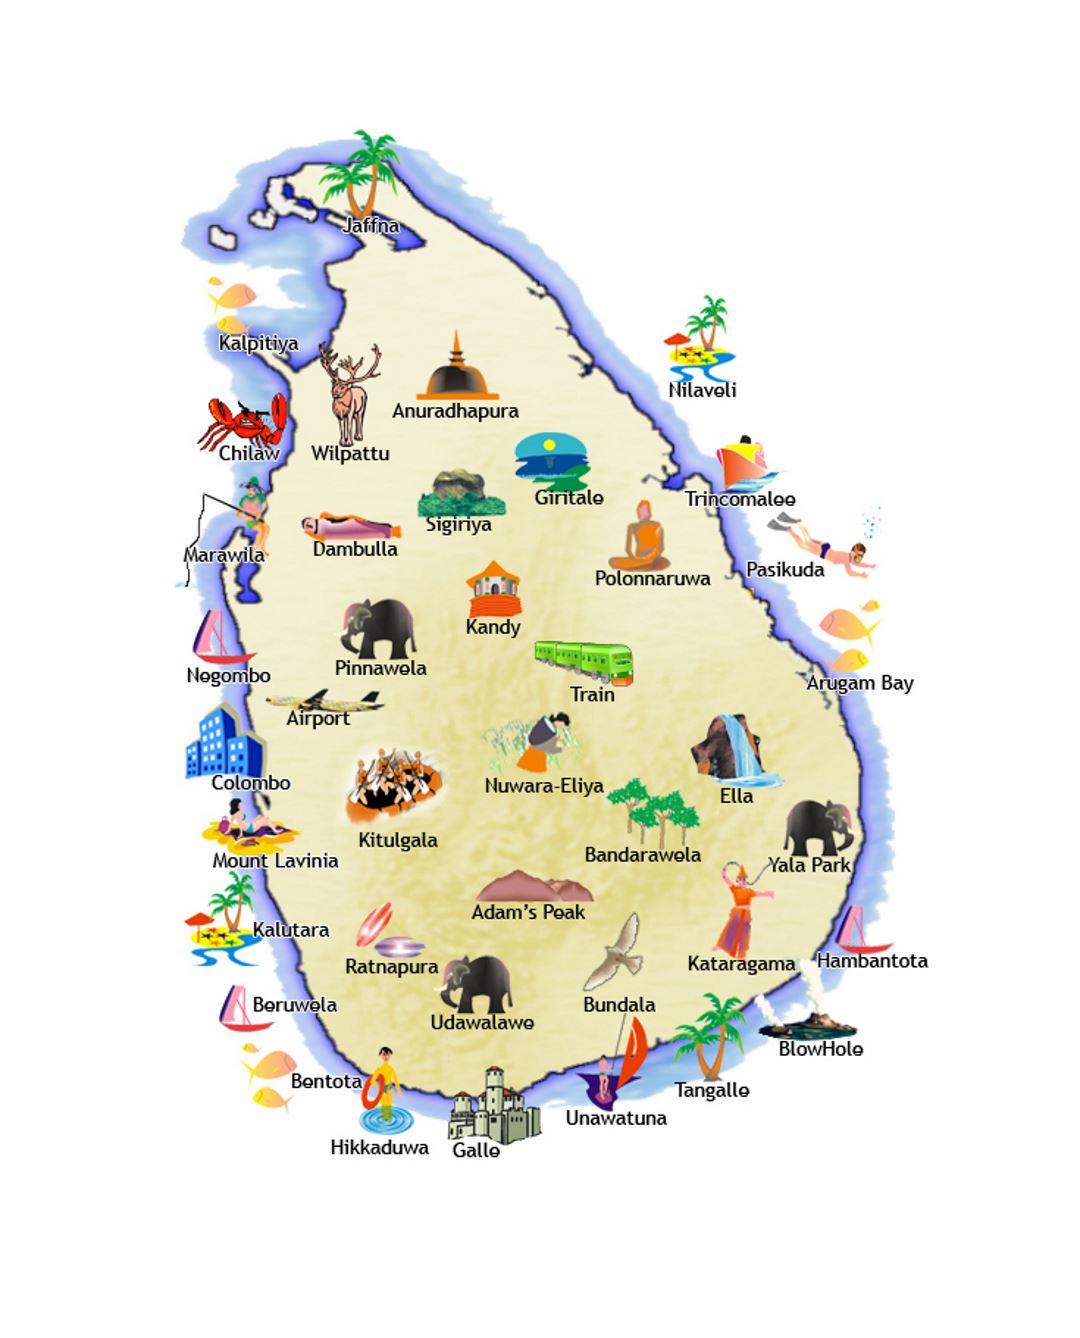 Jaffna
Kalpitiya
Nilaveli
Anuradhapura
Chilaw
Wilpattu
Giritale
Trincomalee
Sigiriya
Dambulla
Marawila
Pasikuda
Polonnaruwa
Kandy
Pinnawela
Negombo
Arugam Bay
Train
Airport
Colombo
Nuwara-Eliya
Ella
Kitulgala
Bandarawela
Mount Lavinia
Yala Park
Adam's Peak
Kalutara
Ratnapura
Kataragama
Hambantota
Beruwela
Bundala
Udawalawe
BlowHole
Bentota
Tangalle
Unawatuna
Hikkaduwa
Galle